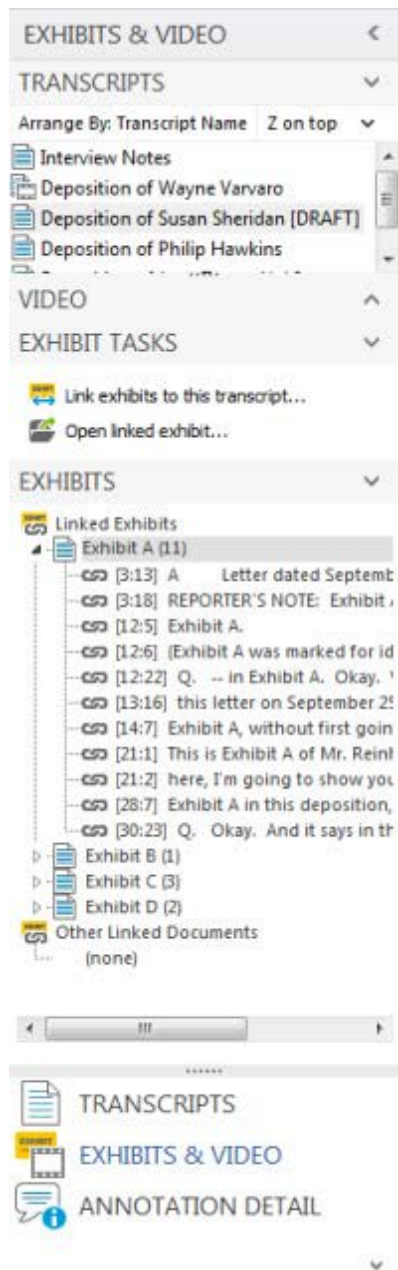 EXHIBITS & VIDEO
TRANSCRIPTS
Arrange By: Transcript Name Z on top
Interview Notes
Deposition of Wayne Varvaro
Deposition of Susan Sheridan [DRAFT]
Deposition of Philip Hawkins
VIDEO
EXHIBIT TASKS
Link exhibits to this transcript...
Open linked exhibit...
EXHIBITS
Linked Exhibits
Exhibit A (11)
[3:13] A Letter dated Septemb
[3:18] REPORTER'S NOTE: Exhibit
[12:5] Exhibit A.
[12:6] (Exhibit A was marked for id
[12:22] Q. -- in Exhibit A. Okay.
[13:16] this letter on September 25
[14:7] Exhibit A, without first goin
[21:1] This is Exhibit A of Mr. Rein
[21:2] here, I'm going to show you
[28:7] Exhibit A in this deposition,
[30:23] Q. Okay. And it says in th
Exhibit B (1)
Exhibit C (3)
Exhibit D (2)
Other Linked Documents
(none)
TRANSCRIPTS
EXHIBIT
EXHIBITS & VIDEO
ANNOTATION DETAIL